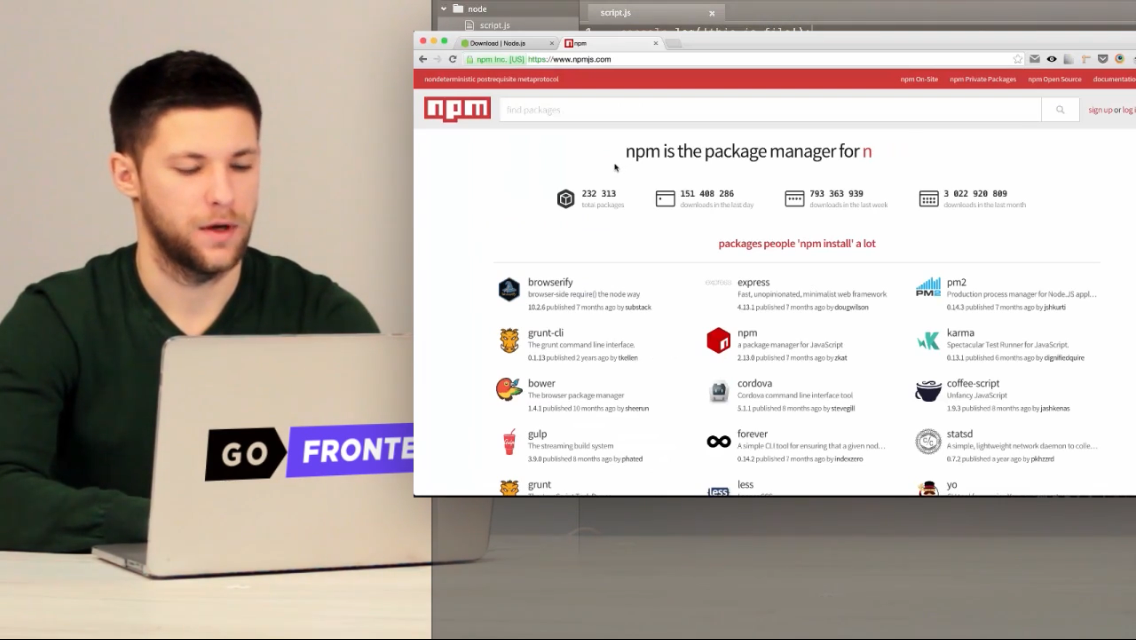 node
script.js
script.js
Download | Node.js
npm
npm Inc. [US]
https://www.npmjs.com
nondeterministic postrequisite metaprotocol
npm On-Site
npm Private Packages
npm Open Source
documentatio
npm
find packages
sign up or log i
npm is the package manager for n
232 313
total packages
151 408 286
downloads in the last day
793 363 939
downloads in the last week
3 022 920 809
downloads in the last month
packages people 'npm install' a lot
browserify
browser-side require() the node way
10.2.6 published 7 months ago by substack
express
Fast, unopinionated, minimalist web framework
4.13.1 published 7 months ago by dougwilson
PM2
pm2
Production process manager for Node.JS appl...
0.14.3 published 7 months ago by jshkurti
grunt-cli
The grunt command line interface.
0.1.13 published 2 years ago by tkellen
npm
a package manager for JavaScript
2.13.0 published 7 months ago by zkat
karma
Spectacular Test Runner for JavaScript.
0.13.1 published 6 months ago by dignifiedquire
bower
The browser package manager
1.4.1 published 10 months ago by sheerun
cordova
Cordova command line interface tool
5.1.1 published 8 months ago by stevegill
coffee-script
Unfancy JavaScript
1.9.3 published 8 months ago by jashkenas
gulp
The streaming build system
3.9.0 published 8 months ago by phated
forever
A simple CLI tool for ensuring that a given nod...
0.14.2 published 7 months ago by indexzero
statsd
A simple, lightweight network daemon to colle...
0.7.2 published a year ago by pkhzzrd
grunt
less
less
yo
GO FRONTE